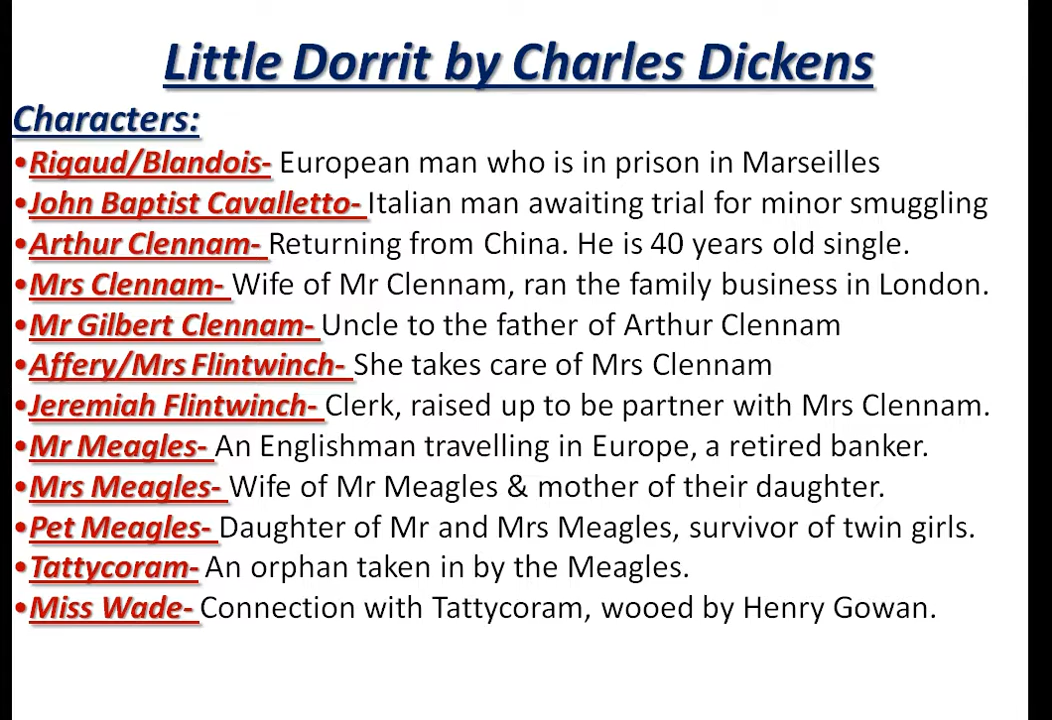 Little Dorrit by Charles Dickens
Characters:
•Rigaud/Blandois- European man who is in prison in Marseilles
•John Baptist Cavalletto- Italian man awaiting trial for minor smuggling
•Arthur Clennam- Returning from China. He is 40 years old single.
•Mrs Clennam- Wife of Mr Clennam, ran the family business in London.
•Mr Gilbert Clennam- Uncle to the father of Arthur Clennam
•Affery/Mrs Flintwinch- She takes care of Mrs Clennam
•Jeremiah Flintwinch- Clerk, raised up to be partner with Mrs Clennam.
•Mr Meagles- An Englishman travelling in Europe, a retired banker.
•Mrs Meagles- Wife of Mr Meagles & mother of their daughter.
•Pet Meagles- Daughter of Mr and Mrs Meagles, survivor of twin girls.
•Tattycoram- An orphan taken in by the Meagles.
•Miss Wade- Connection with Tattycoram, wooed by Henry Gowan.